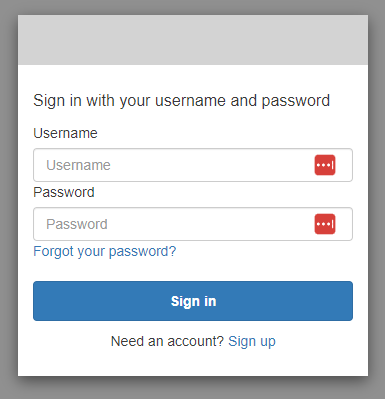 Sign in with your username and password
Username
Username
Password
Password
Forgot your password?
Sign in
Need an account? Sign up